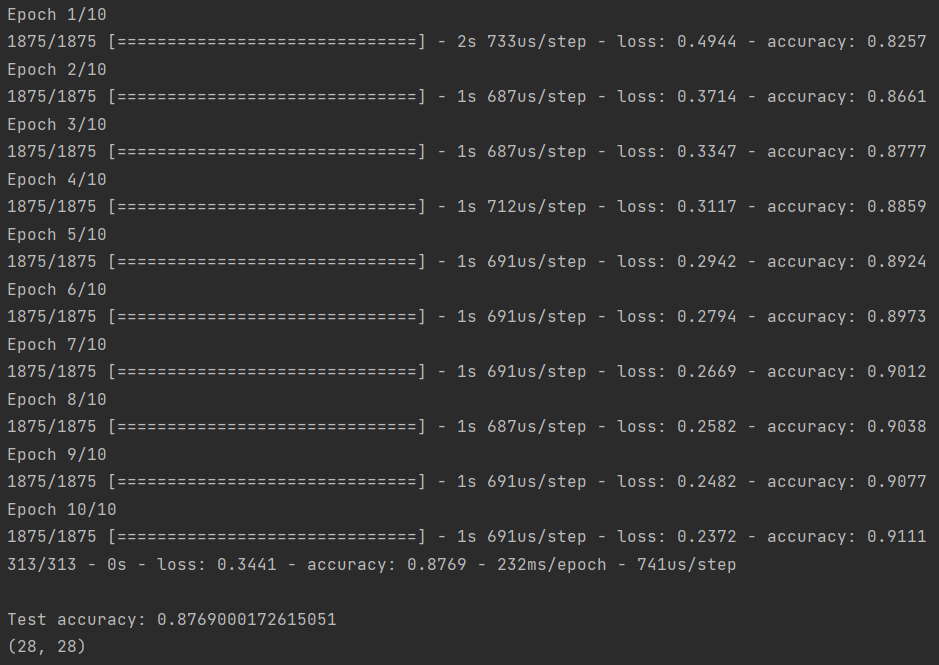 Epoch 1/10
1875/1875 [==============================] - 2s 733us/step - loss: 0.4944 - accuracy: 0.8257
Epoch 2/10
1875/1875 [==============================] - 1s 687us/step - loss: 0.3714 - accuracy: 0.8661
Epoch 3/10
1875/1875 [==============================] - 1s 687us/step - loss: 0.3347 - accuracy: 0.8777
Epoch 4/10
1875/1875 [==============================] - 1s 712us/step - loss: 0.3117 - accuracy: 0.8859
Epoch 5/10
1875/1875 [==============================] - 1s 691us/step - loss: 0.2942 - accuracy: 0.8924
Epoch 6/10
1875/1875 [==============================] - 1s 691us/step - loss: 0.2794 - accuracy: 0.8973
Epoch 7/10
1875/1875 [==============================] - 1s 691us/step - loss: 0.2669 - accuracy: 0.9012
Epoch 8/10
1875/1875 [==============================] - 1s 687us/step - loss: 0.2582 - accuracy: 0.9038
Epoch 9/10
1875/1875 [==============================] - 1s 691us/step - loss: 0.2482 - accuracy: 0.9077
Epoch 10/10
1875/1875 [==============================] - 1s 691us/step - loss: 0.2372 - accuracy: 0.9111
313/313 - 0s - loss: 0.3441 - accuracy: 0.8769 - 232ms/epoch - 741us/step
Test accuracy: 0.8769000172615051
(28, 28)